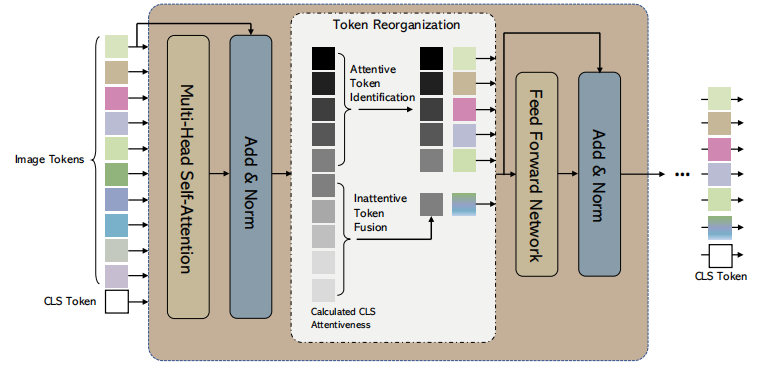 Token Reorganization
Image Tokens
CLS Token
Multi-Head Self-Attention
Add & Norm
Attentive
Token
Identification
Inattentive
Token
Fusion
Calculated CLS
Attentiveness
Feed Forward Network
Add & Norm
...
CLS Token